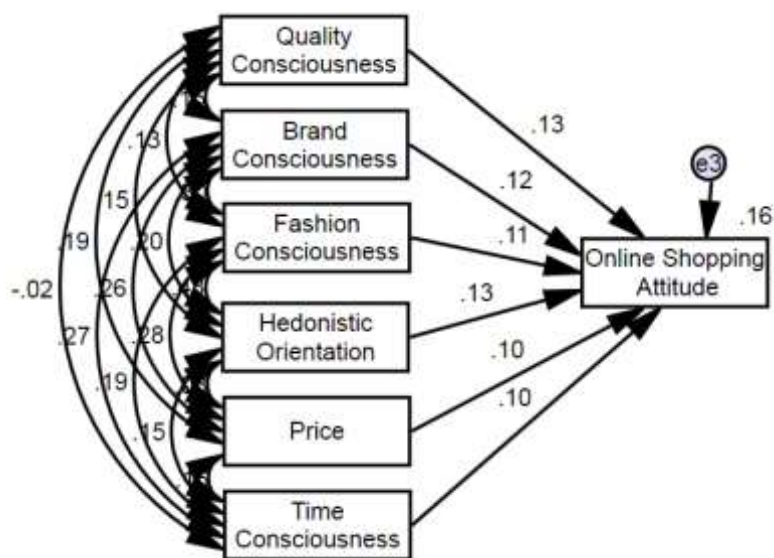 Quality
Consciousness
Brand
Consciousness
Fashion
Consciousness
Hedonistic
Orientation
Price
Time
Consciousness
Online Shopping
Attitude
e3
.16
.13
.12
.11
.13
.10
.10
.13
.15
.20
.19
-.02
.26
.27
.28
.19
.15